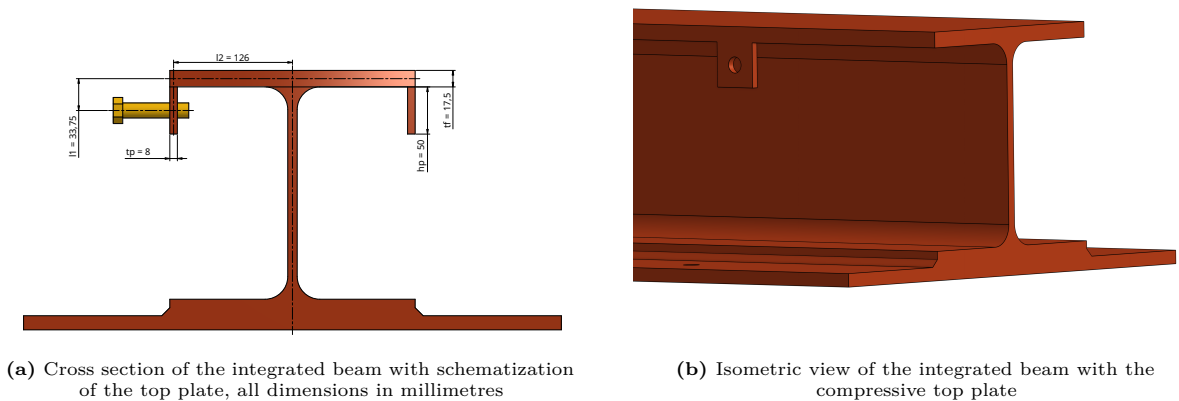 l2 = 126
l1 = 33,75
tp = 8
hp = 50
tf = 17,5
(a) Cross section of the integrated beam with schematization
of the top plate, all dimensions in millimetres
(b) Isometric view of the integrated beam with the
compressive top plate